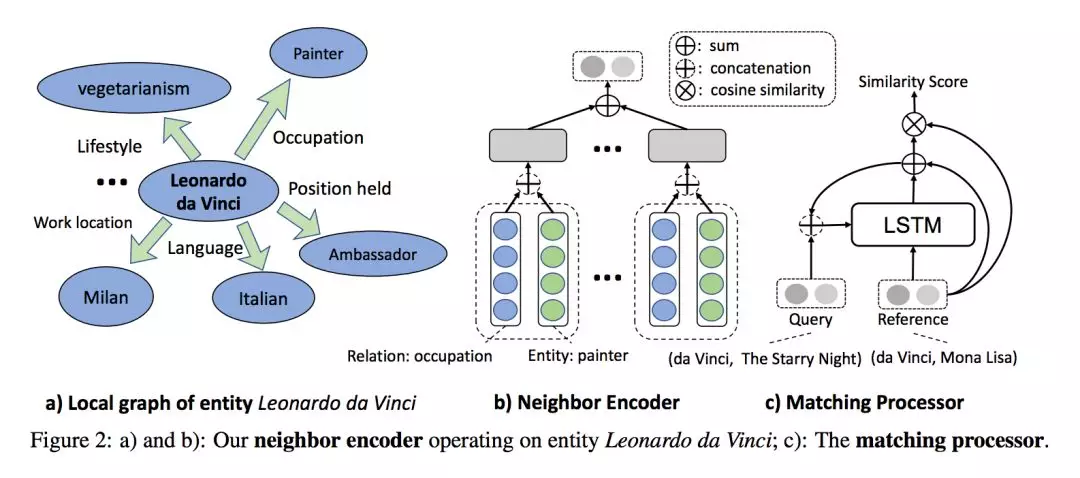 Painter
vegetarianism
Lifestyle
Occupation
...
Leonardo
da Vinci
Position held
Work location
Language
Ambassador
Milan
Italian
a) Local graph of entity Leonardo da Vinci
: sum
: concatenation
: cosine similarity
...
...
Relation: occupation
Entity: painter
b) Neighbor Encoder
Similarity Score
LSTM
Query
Reference
(da Vinci, The Starry Night)
(da Vinci, Mona Lisa)
c) Matching Processor
Figure 2: a) and b): Our neighbor encoder operating on entity Leonardo da Vinci; c): The matching processor.